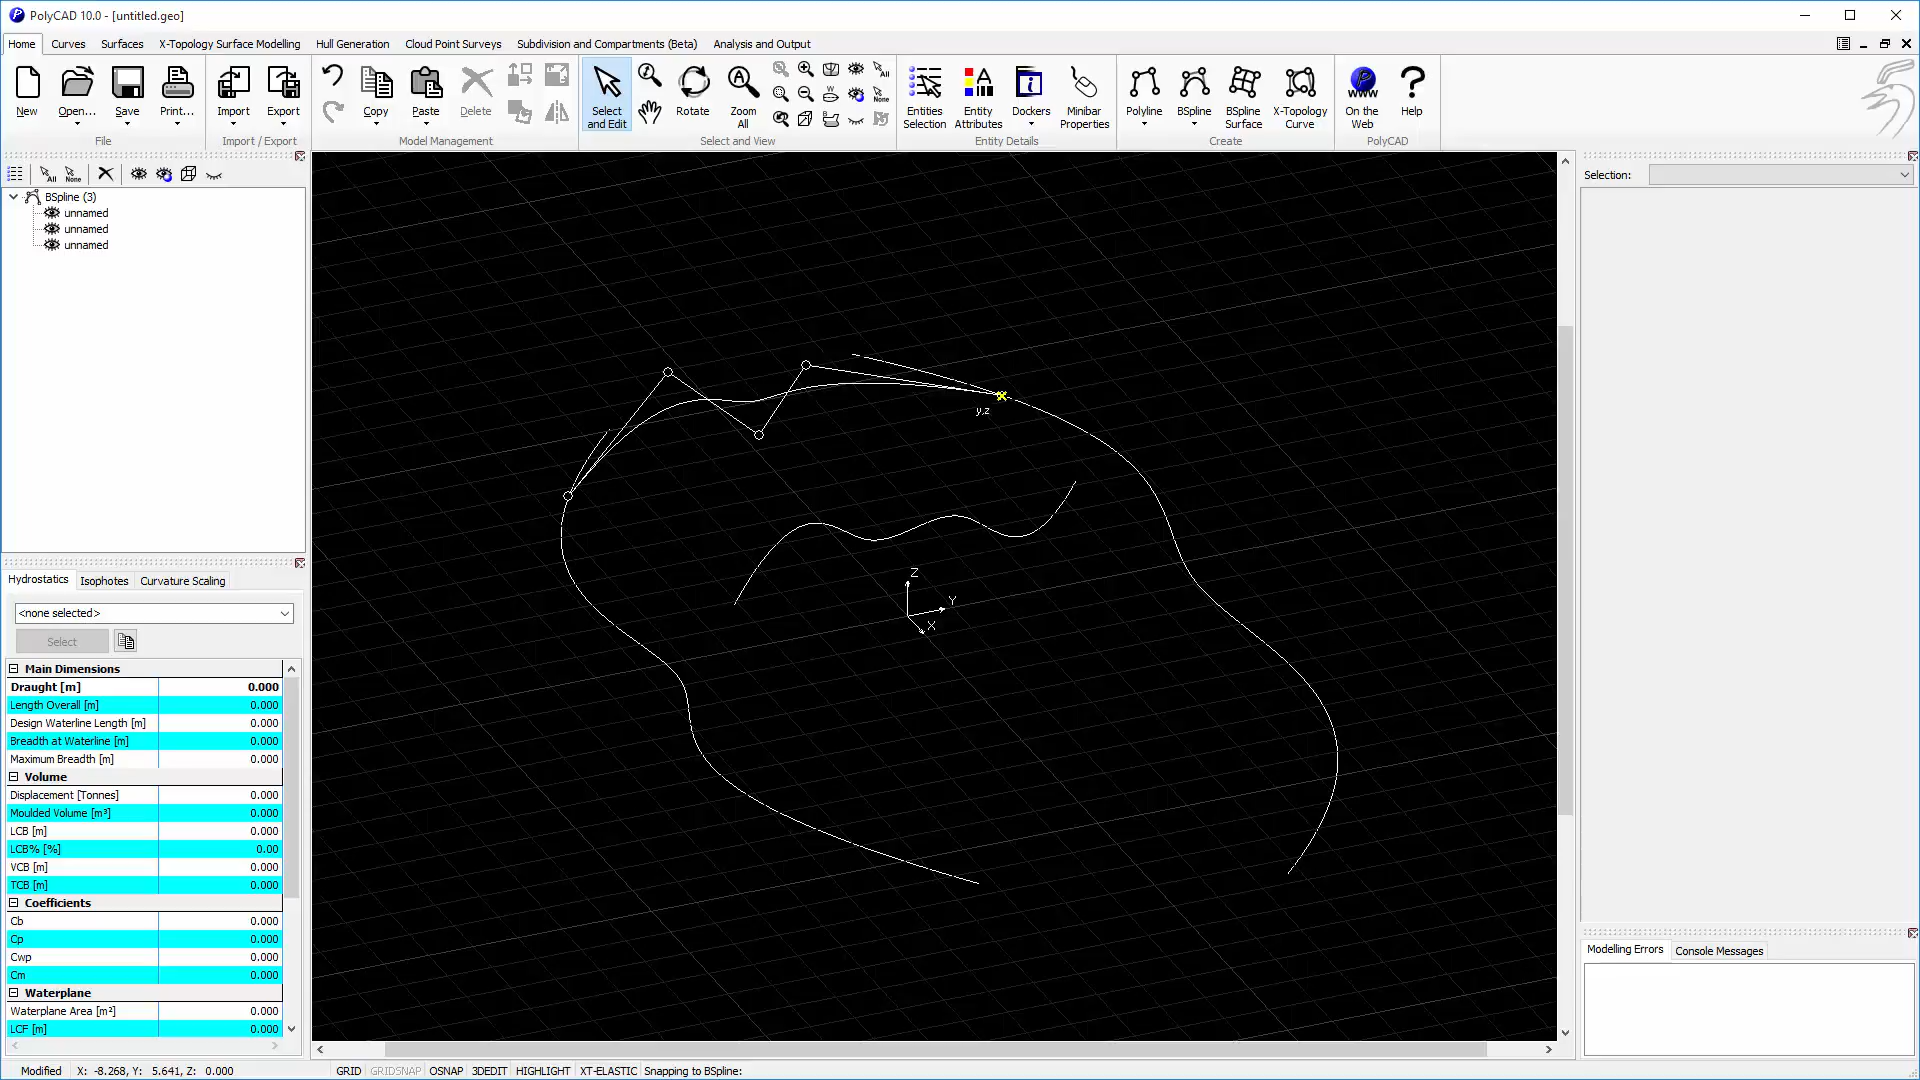 PolyCAD 10.0 - [untitled.geo]
Home Curves Surfaces X-Topology Surface Modelling Hull Generation Cloud Point Surveys Subdivision and Compartments (Beta) Analysis and Output
New Open... Save Print... Import Export Copy Paste Delete Select and Edit Rotate Zoom All All None Entities Selection Entity Attributes Dockers Minibar Properties Polyline BSpline BSpline Surface X-Topology Curve On the Web Help
File Import / Export Model Management Select and View Entity Details Create PolyCAD
All None
Selection:
BSpline (3)
unnamed
unnamed
unnamed
y,z
Z
Y
X
Hydrostatics Isophotes Curvature Scaling
<none selected>
Select
Main Dimensions
Draught [m] 0.000
Length Overall [m] 0.000
Design Waterline Length [m] 0.000
Breadth at Waterline [m] 0.000
Maximum Breadth [m] 0.000
Volume
Displacement [Tonnes] 0.000
Moulded Volume [m³] 0.000
LCB [m] 0.000
LCB% [%] 0.00
VCB [m] 0.000
TCB [m] 0.000
Coefficients
Cb 0.000
Cp 0.000
Cwp 0.000
Cm 0.000
Waterplane
Waterplane Area [m²] 0.000
LCF [m] 0.000
Modelling Errors Console Messages
Modified X: -8.268, Y: 5.641, Z: 0.000 GRID GRIDSNAP OSNAP 3DEDIT HIGHLIGHT XT-ELASTIC Snapping to BSpline: